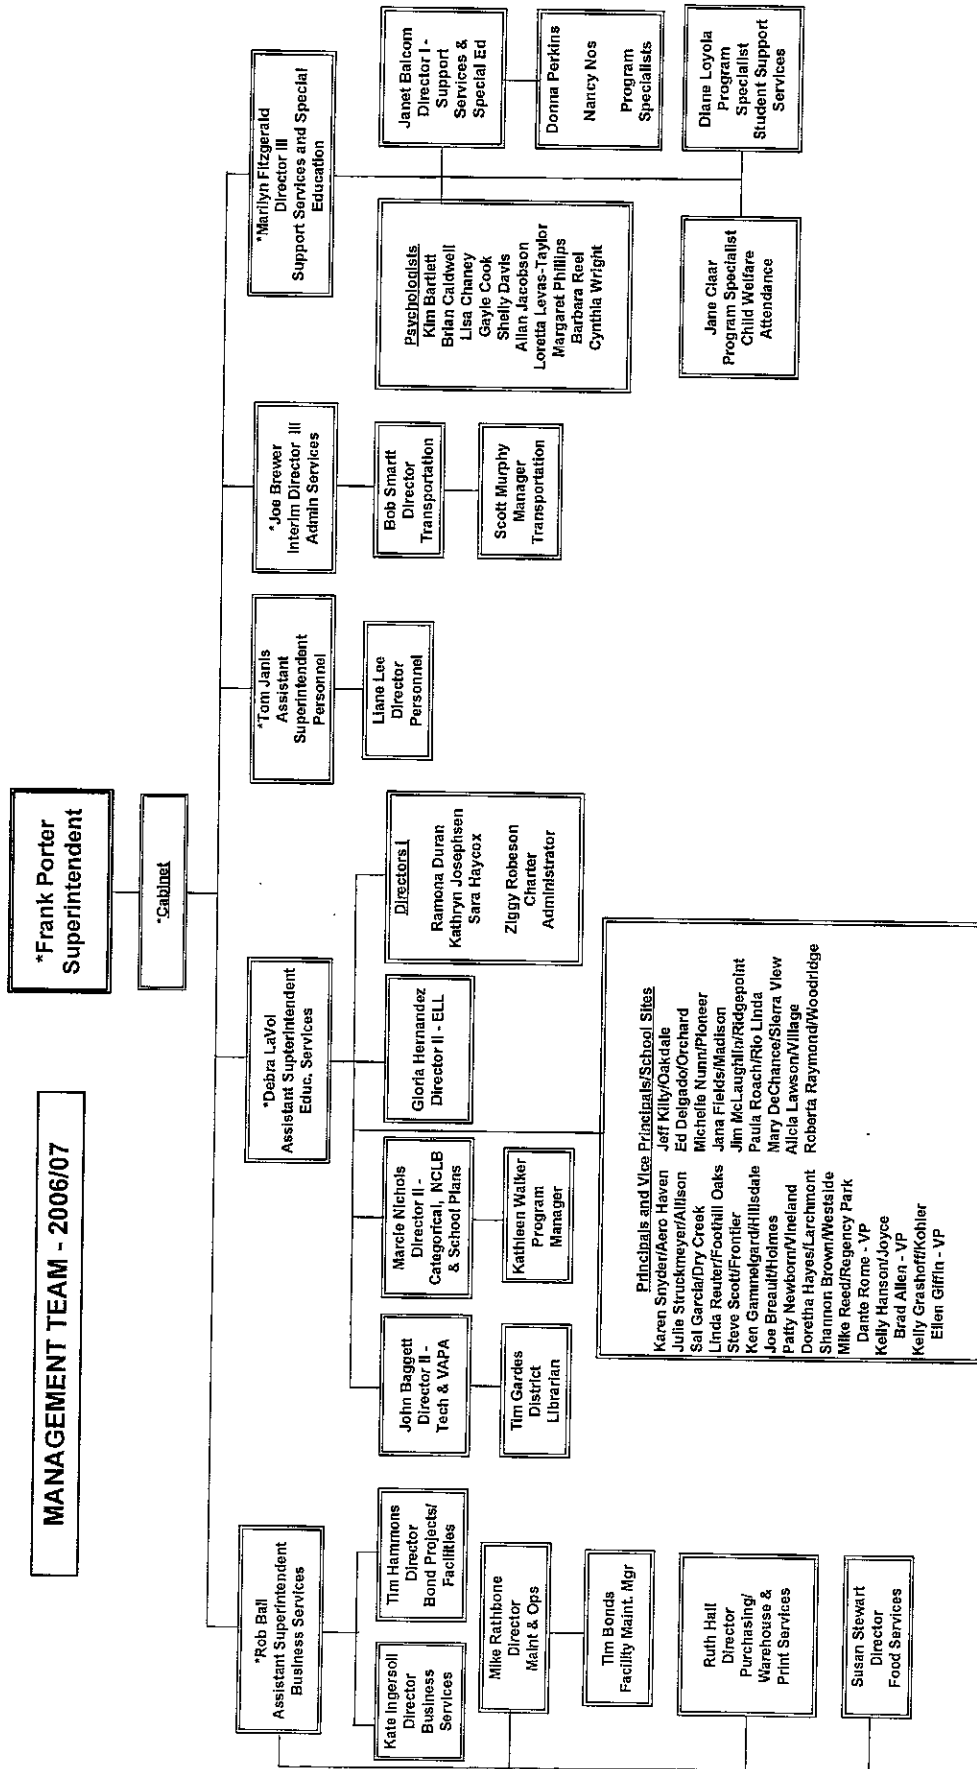 MANAGEMENT TEAM - 2006/07
*Frank Porter
Superintendent
*Cabinet
*Rob Ball
Assistant Superintendent
Business Services
Kate Ingersoll
Director
Business
Services
Tim Hammons
Director
Bond Projects/
Facilities
Mike Rathbone
Director
Maint & Ops
Tim Bonds
Facility Maint. Mgr
Ruth Hall
Director
Purchasing/
Warehouse &
Print Services
Susan Stewart
Director
Food Services
*Debra LaVoi
Assistant Supterintendent
Educ. Services
John Baggett
Director II -
Tech & VAPA
Tim Gardes
District
Librarian
Marcie Nichols
Director II -
Categorical, NCLB
& School Plans
Kathleen Walker
Program
Manager
Gloria Hernandez
Director II - ELL
Directors I
Ramona Duran
Kathryn Josephsen
Sara Haycox
Ziggy Robeson
Charter
Administrator
Principals and Vice Principals/School Sites
Karen Snyder/Aero Haven
Julie Struckmeyer/Allison
Sal Garcia/Dry Creek
Linda Reuter/Foothill Oaks
Steve Scott/Frontier
Ken Gammelgard/Hillsdale
Joe Breault/Holmes
Patty Newborn/Vineland
Doretha Hayes/Larchmont
Shannon Brown/Westside
Mike Reed/Regency Park
Dante Rome - VP
Kelly Hanson/Joyce
Brad Allen - VP
Kelly Grashoff/Kohler
Ellen Giffin - VP
Jeff Kilty/Oakdale
Ed Delgado/Orchard
Michelle Nunn/Pioneer
Jana Fields/Madison
Jim McLaughlin/Ridgepoint
Paula Roach/Rio Linda
Mary DeChance/Sierra View
Alicia Lawson/Village
Roberta Raymond/Woodridge
*Tom Janis
Assistant
Superintendent
Personnel
Liane Lee
Director
Personnel
*Joe Brewer
Interim Director III
Admin Services
Bob Smartt
Director
Transportation
Scott Murphy
Manager
Transportation
*Marilyn Fitzgerald
Director III
Support Services and Special
Education
Psychologists
Kim Bartlett
Brian Caldwell
Lisa Chaney
Gayle Cook
Shelly Davis
Allan Jacobson
Loretta Levas-Taylor
Margaret Phillips
Barbara Reel
Cynthia Wright
Janet Balcom
Director I -
Support
Services &
Special Ed
Donna Perkins
Nancy Nos
Program
Specialists
Jane Claar
Program Specialist
Child Welfare
Attendance
Diane Loyola
Program
Specialist
Student Support
Services